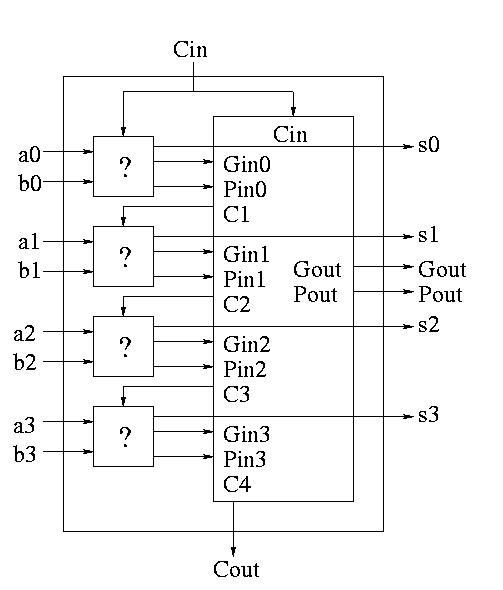 Cin
Cin
a0
?
s0
Gin0
b0
Pin0
C1
a1
?
s1
Gin1
b1
Pin1
Gout
Gout
C2
Pout
Pout
a2
?
s2
Gin2
b2
Pin2
C3
a3
?
s3
Gin3
b3
Pin3
C4
Cout